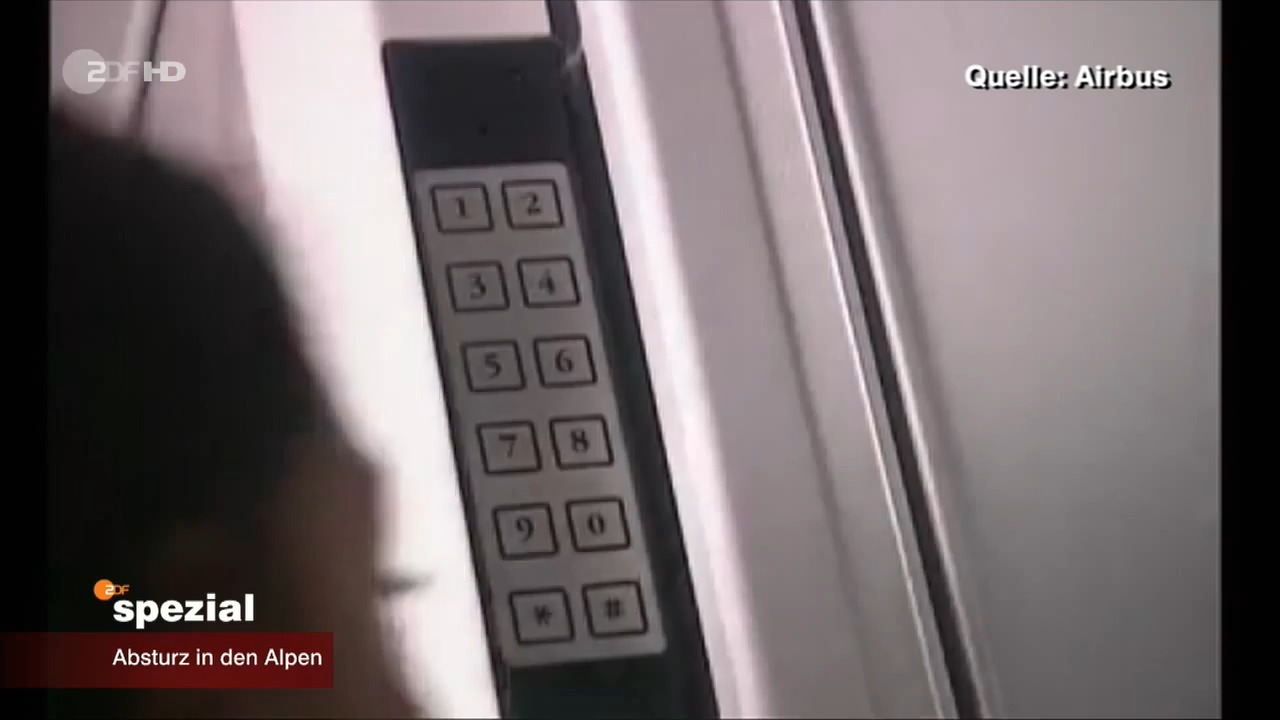 ZDF HD
Quelle: Airbus
1 2
3 4
5 6
7 8
9 0
* #
ZDF
spezial
Absturz in den Alpen